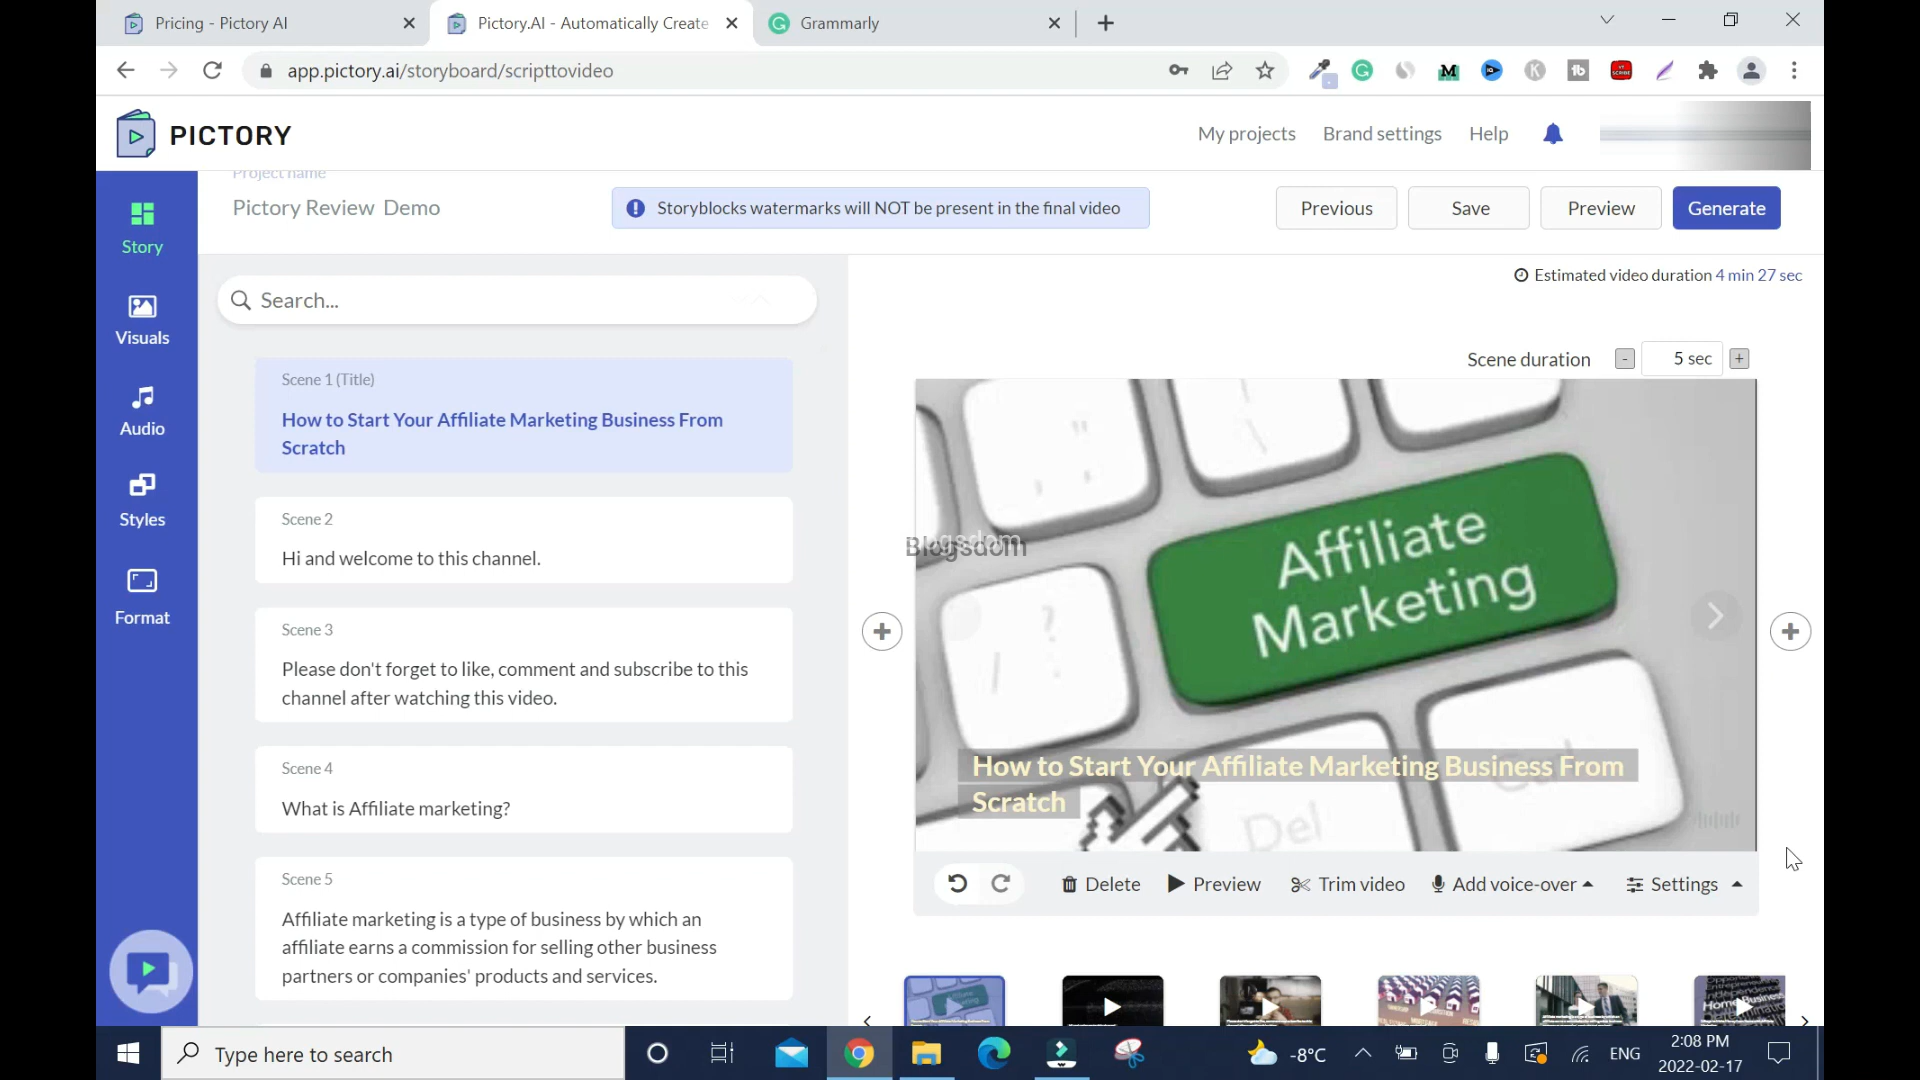 Pricing - Pictory AI
Pictory.AI - Automatically Create
Grammarly
app.pictory.ai/storyboard/scripttovideo
PICTORY
My projects
Brand settings
Help
Project name
Pictory Review Demo
Storyblocks watermarks will NOT be present in the final video
Previous
Save
Preview
Generate
Story
Visuals
Audio
Styles
Format
Search...
Estimated video duration 4 min 27 sec
Scene duration
- 5 sec +
Scene 1 (Title)
How to Start Your Affiliate Marketing Business From
Scratch
Scene 2
Hi and welcome to this channel.
Scene 3
Please don't forget to like, comment and subscribe to this
channel after watching this video.
Scene 4
What is Affiliate marketing?
Scene 5
Affiliate marketing is a type of business by which an
affiliate earns a commission for selling other business
partners or companies' products and services.
Affiliate
Marketing
Blogsdom
How to Start Your Affiliate Marketing Business From
Scratch
Del
Delete
Preview
Trim video
Add voice-over
Settings
Type here to search
-8°C
ENG
2:08 PM
2022-02-17